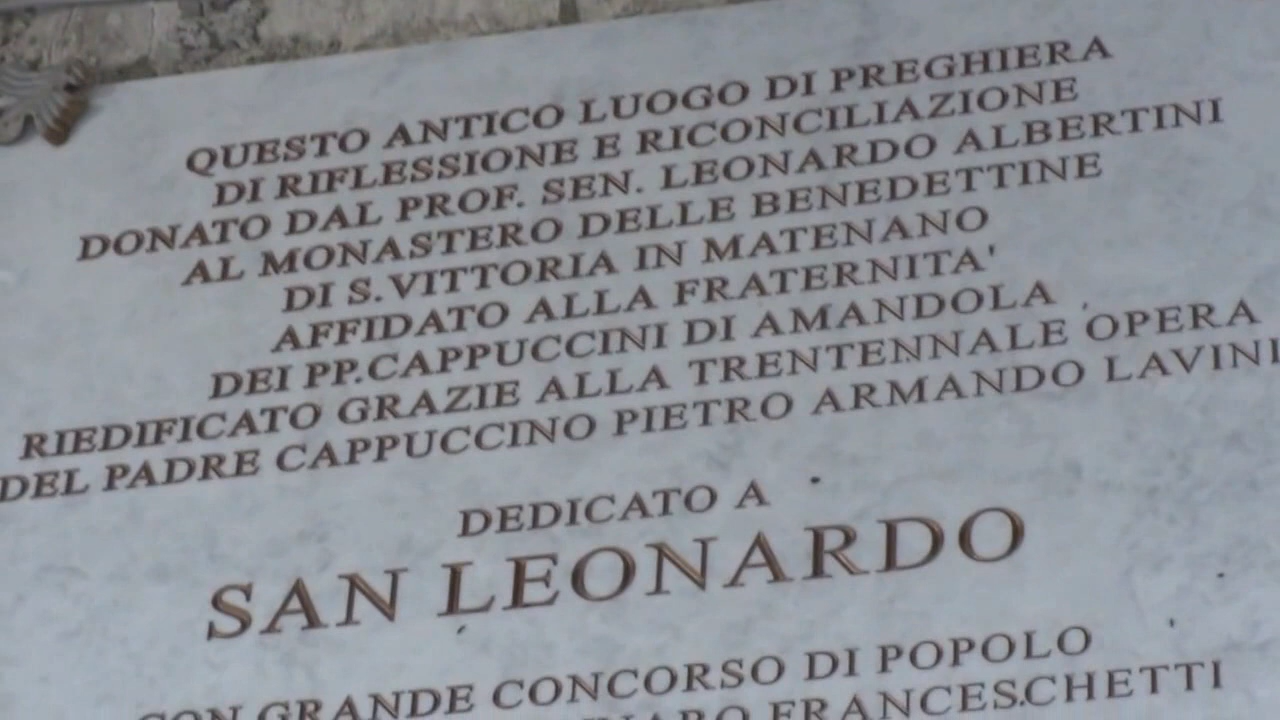 QUESTO ANTICO LUOGO DI PREGHIERA
DI RIFLESSIONE E RICONCILIAZIONE
DONATO DAL PROF. SEN. LEONARDO ALBERTINI
AL MONASTERO DELLE BENEDETTINE
DI S.VITTORIA IN MATENANO
AFFIDATO ALLA FRATERNITA'
DEI PP.CAPPUCCINI DI AMANDOLA
RIEDIFICATO GRAZIE ALLA TRENTENNALE OPERA
DEL PADRE CAPPUCCINO PIETRO ARMANDO LAVINI
DEDICATO A
SAN LEONARDO
CON GRANDE CONCORSO DI POPOLO
FRANCES.CHETTI